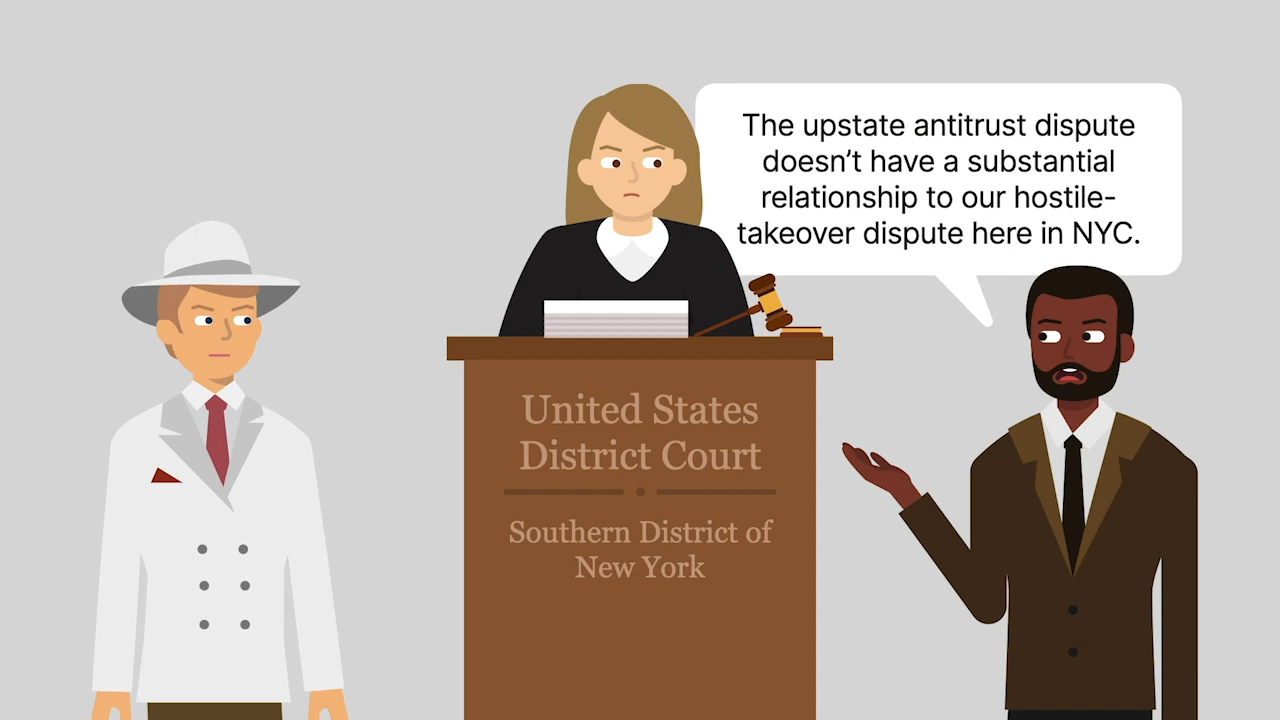 The upstate antitrust dispute
doesn’t have a substantial
relationship to our hostile-
takeover dispute here in NYC.
United States
District Court
Southern District of
New York